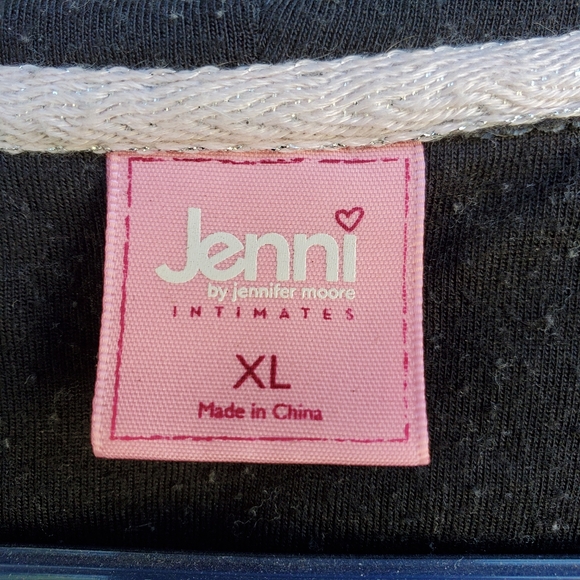 Jenni
by jennifer moore
INTIMATES
XL
Made in China